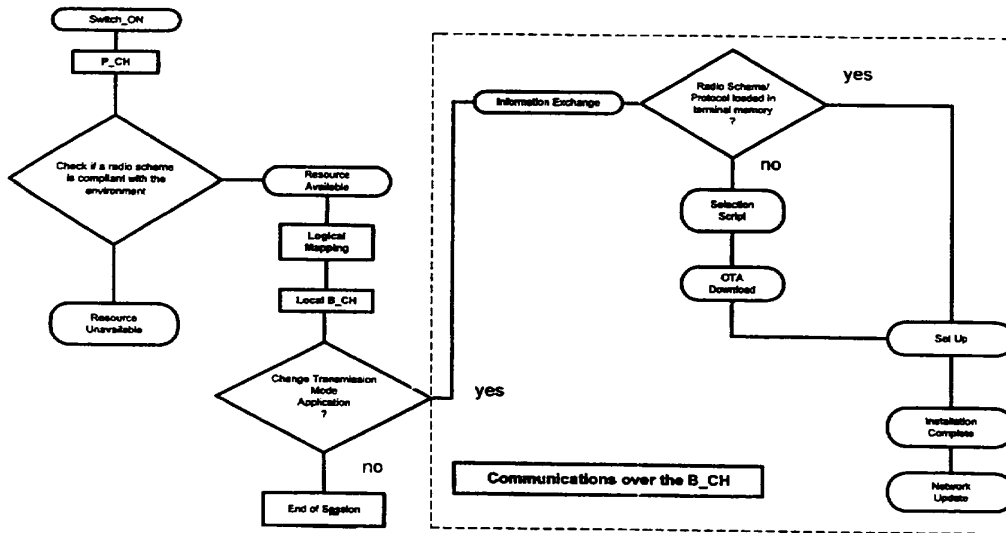 Switch_ON
P_CH
Check if a radio scheme
is compliant with the
environment
Resource
Unavailable
Resource
Available
Logical
Mapping
Local B_CH
Change Transmission
Mode
Application
?
no
End of Session
yes
Information Exchange
Radio Scheme/
Protocol loaded in
terminal memory
?
yes
no
Selection
Script
OTA
Download
Set Up
Installation
Complete
Network
Update
Communications over the B_CH